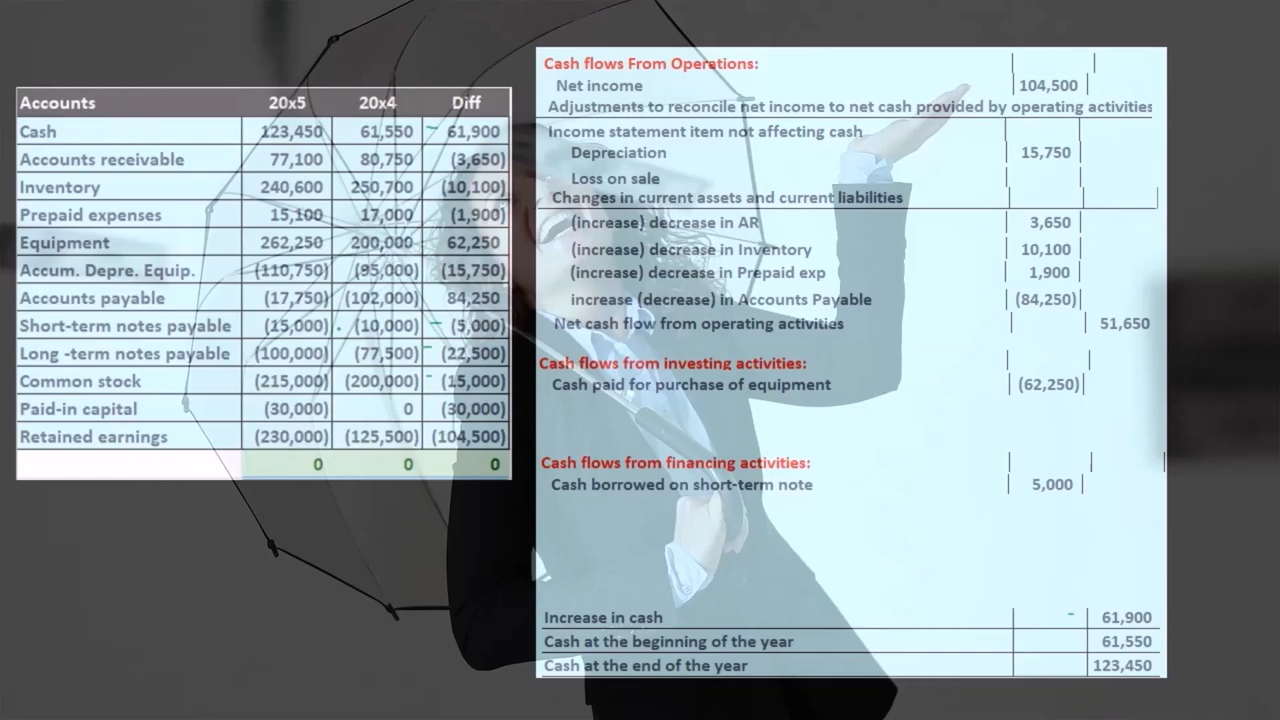 Accounts 20x5 20x4 Diff
Cash 123,450 61,550 61,900
Accounts receivable 77,100 80,750 (3,650)
Inventory 240,600 250,700 (10,100)
Prepaid expenses 15,100 17,000 (1,900)
Equipment 262,250 200,000 62,250
Accum. Depre. Equip. (110,750) (95,000) (15,750)
Accounts payable (17,750) (102,000) 84,250
Short-term notes payable (15,000) (10,000) (5,000)
Long -term notes payable (100,000) (77,500) (22,500)
Common stock (215,000) (200,000) (15,000)
Paid-in capital (30,000) 0 (30,000)
Retained earnings (230,000) (125,500) (104,500)
0 0 0
Cash flows From Operations:
Net income 104,500
Adjustments to reconcile net income to net cash provided by operating activities
Income statement item not affecting cash
Depreciation 15,750
Loss on sale
Changes in current assets and current liabilities
(increase) decrease in AR 3,650
(increase) decrease in Inventory 10,100
(increase) decrease in Prepaid exp 1,900
increase (decrease) in Accounts Payable (84,250)
Net cash flow from operating activities 51,650
Cash flows from investing activities:
Cash paid for purchase of equipment (62,250)
Cash flows from financing activities:
Cash borrowed on short-term note 5,000
Increase in cash 61,900
Cash at the beginning of the year 61,550
Cash at the end of the year 123,450